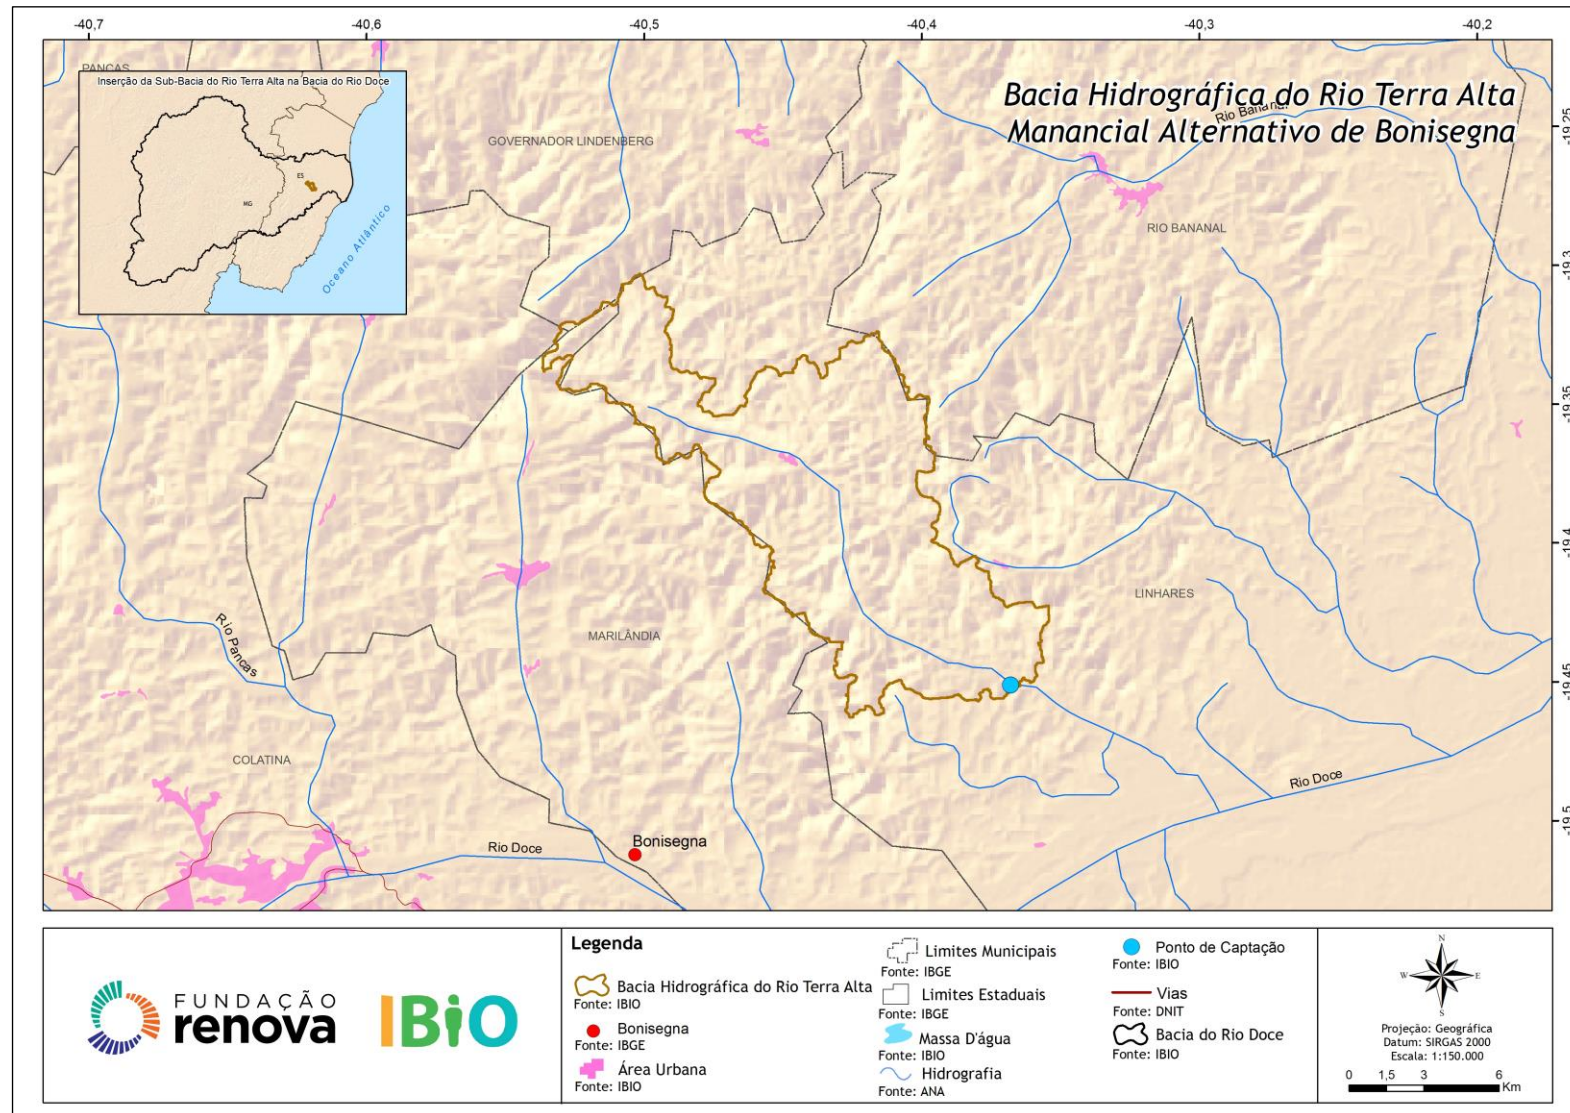 -40,7
-40,6
-40,5
-40,4
-40,3
-40,2
PANCAS
Inserção da Sub-Bacia do Rio Terra Alta na Bacia do Rio Doce
ES
MG
Oceano Atlântico
Bacia Hidrográfica do Rio Terra Alta
Manancial Alternativo de Bonisegna
Rio Bananal
GOVERNADOR LINDENBERG
RIO BANANAL
-19,25
-19,3
-19,35
-19,4
-19,45
-19,5
LINHARES
MARILÂNDIA
Rio Pancas
COLATINA
Rio Doce
Bonisegna
Rio Doce
FUNDAÇÃO
renova
IBIO
Legenda
Bacia Hidrográfica do Rio Terra Alta
Fonte: IBIO
Bonisegna
Fonte: IBGE
Área Urbana
Fonte: IBIO
Limites Municipais
Fonte: IBGE
Limites Estaduais
Fonte: IBGE
Massa D'água
Fonte: IBIO
Hidrografia
Fonte: ANA
Ponto de Captação
Fonte: IBIO
Vias
Fonte: DNIT
Bacia do Rio Doce
Fonte: IBIO
N
W
E
S
Projeção: Geográfica
Datum: SIRGAS 2000
Escala: 1:150.000
0 1,5 3 6
Km